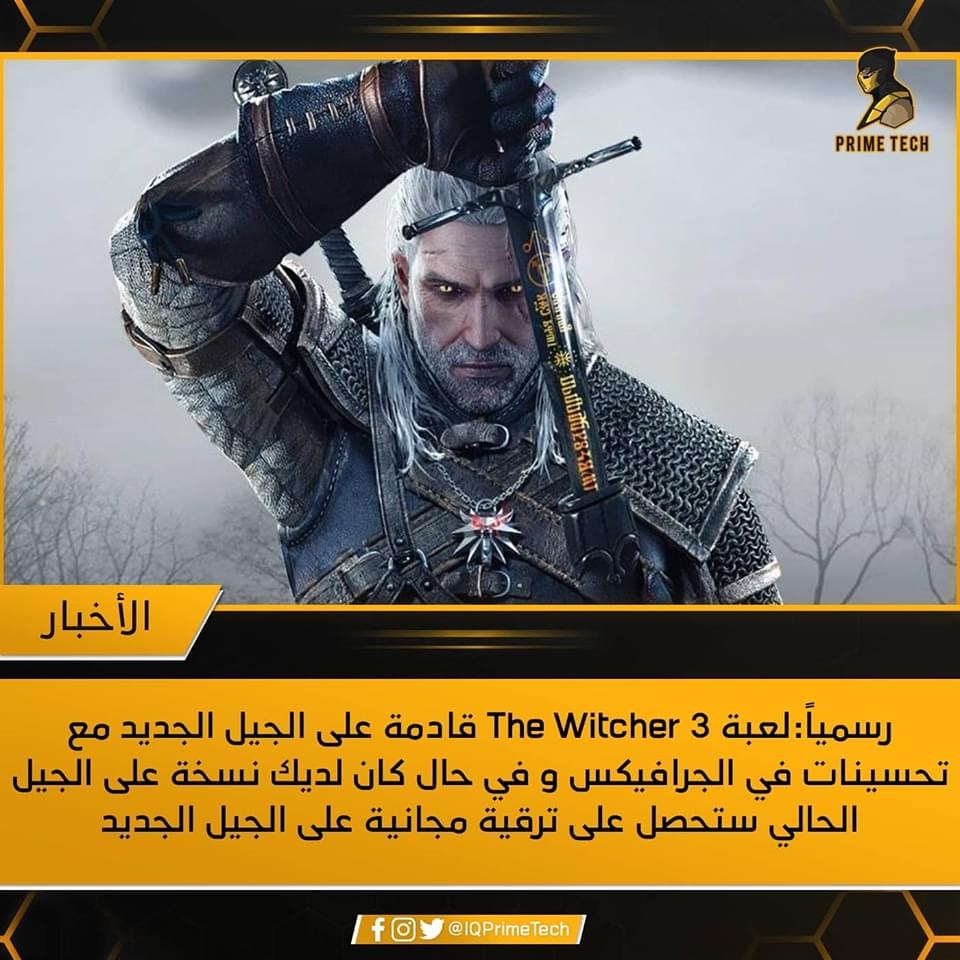 PRIME TECH
الأخبار
رسمياً:لعبة The Witcher 3 قادمة على الجيل الجديد مع
تحسينات في الجرافيكس و في حال كان لديك نسخة على الجيل
الحالي ستحصل على ترقية مجانية على الجيل الجديد
@IQPrimeTech